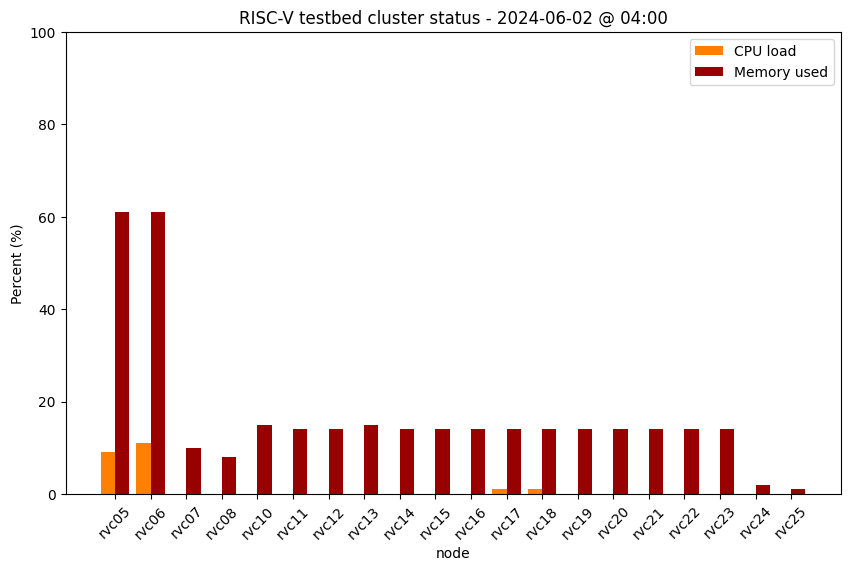 RISC-V testbed cluster status - 2024-06-02 @ 04:00
CPU load
Memory used
Percent (%)
100
80
60
40
20
0
rvc05
rvc06
rvc07
rvc08
rvc10
rvc11
rvc12
rvc13
rvc14
rvc15
rvc16
rvc17
rvc18
rvc19
rvc20
rvc21
rvc22
rvc23
rvc24
rvc25
node